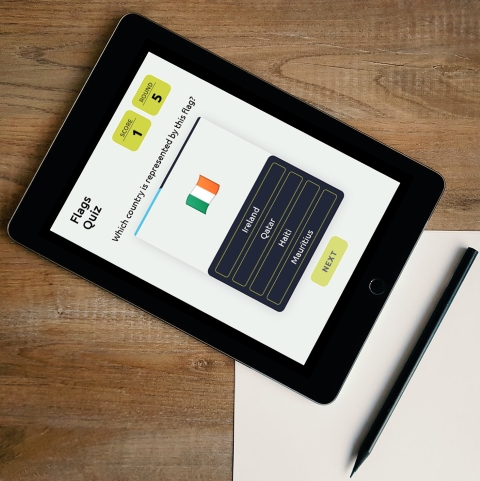 Flags
Quiz
SCORE
1
ROUND
5
Which country is represented by this flag?
Ireland
Qatar
Haiti
Mauritius
NEXT